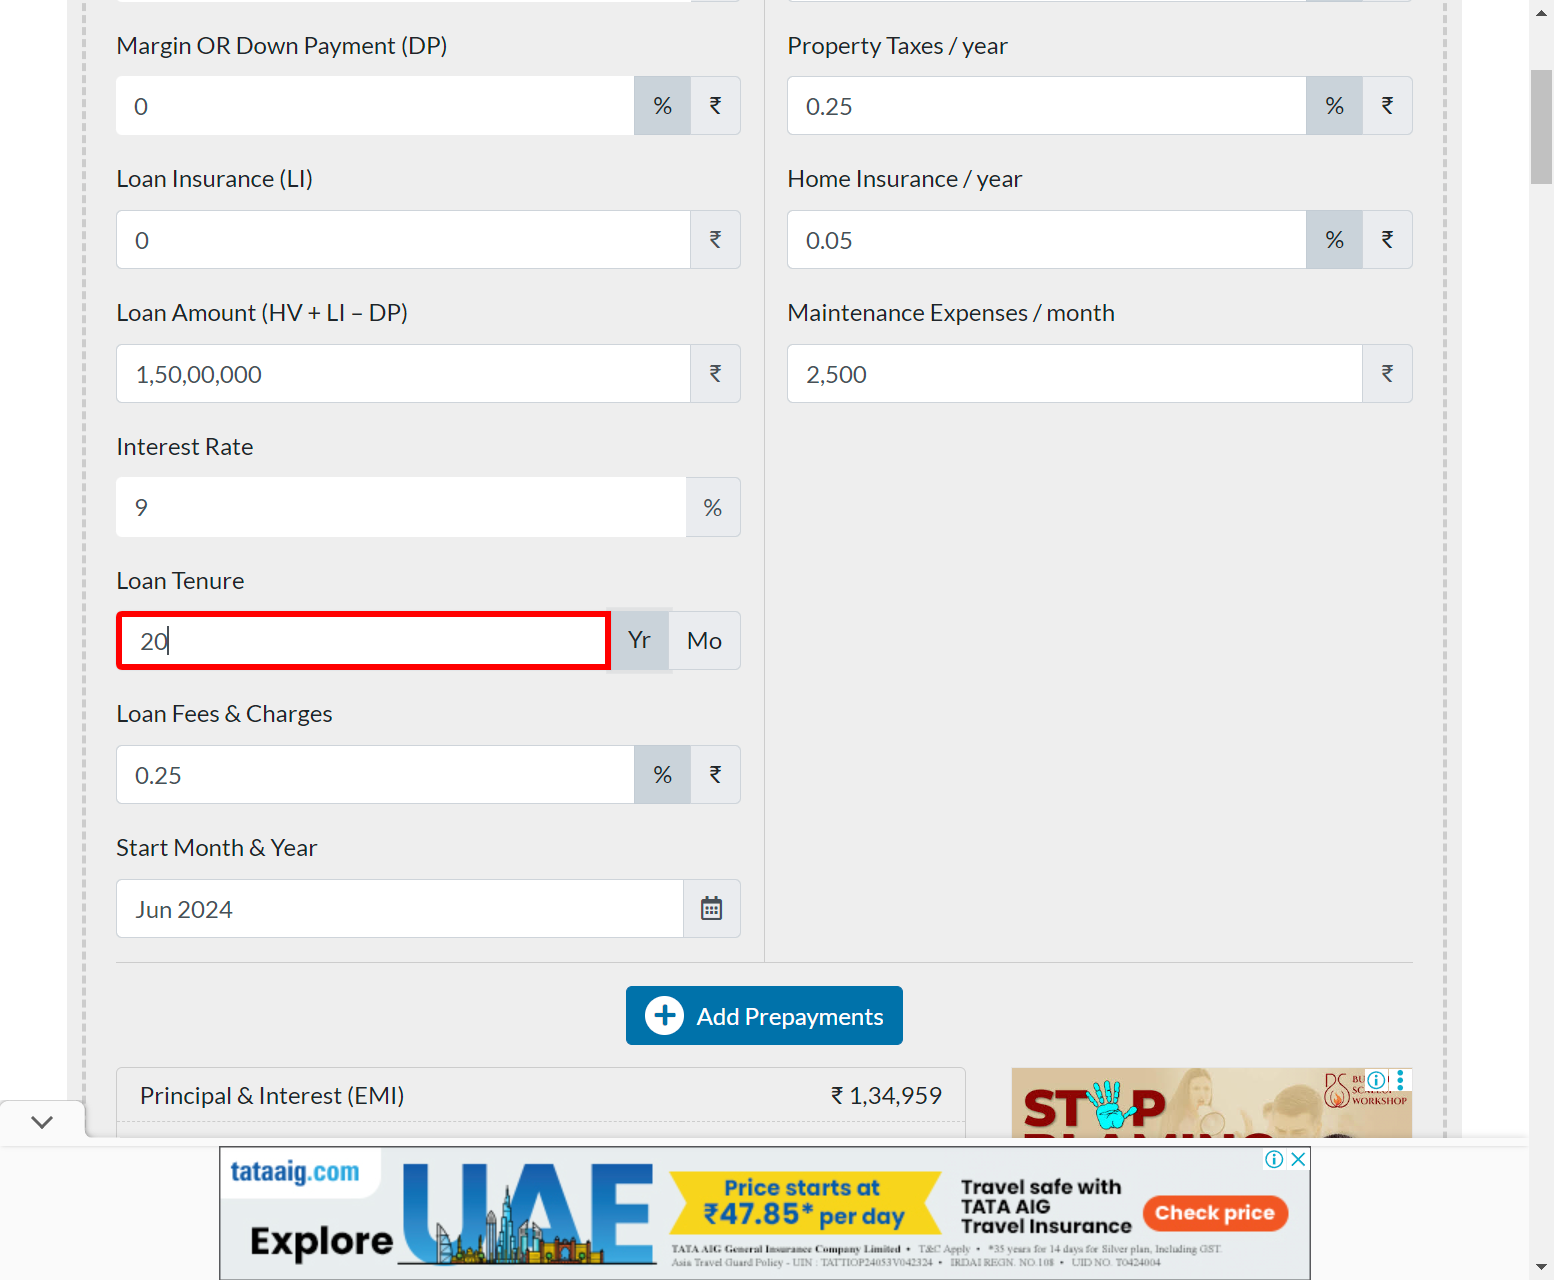 Margin OR Down Payment (DP)
0 % ₹
Loan Insurance (LI)
0 ₹
Loan Amount (HV + LI – DP)
1,50,00,000 ₹
Interest Rate
9 %
Loan Tenure
20 Yr Mo
Loan Fees & Charges
0.25 % ₹
Start Month & Year
Jun 2024
Property Taxes / year
0.25 % ₹
Home Insurance / year
0.05 % ₹
Maintenance Expenses / month
2,500 ₹
Add Prepayments
Principal & Interest (EMI) ₹ 1,34,959
STOP
WORKSHOP
tataaig.com
Explore UAE
Price starts at
₹47.85* per day
Travel safe with
TATA AIG
Travel Insurance
Check price
TATA AIG General Insurance Company Limited • T&C Apply • *35 years for 14 days for Silver plan, Including GST.
Asia Travel Guard Policy - UIN : TATTIOP24053V042324 • IRDAI REGN. NO.108 • UID NO. T0424004